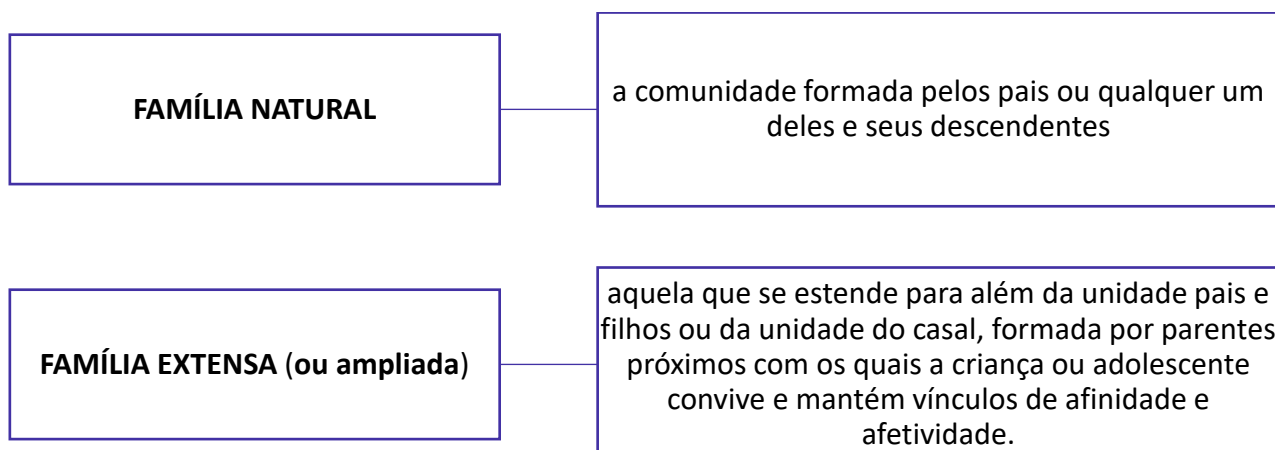 FAMÍLIA NATURAL
a comunidade formada pelos pais ou qualquer um
deles e seus descendentes
FAMÍLIA EXTENSA (ou ampliada)
aquela que se estende para além da unidade pais e
filhos ou da unidade do casal, formada por parentes
próximos com os quais a criança ou adolescente
convive e mantém vínculos de afinidade e
afetividade.